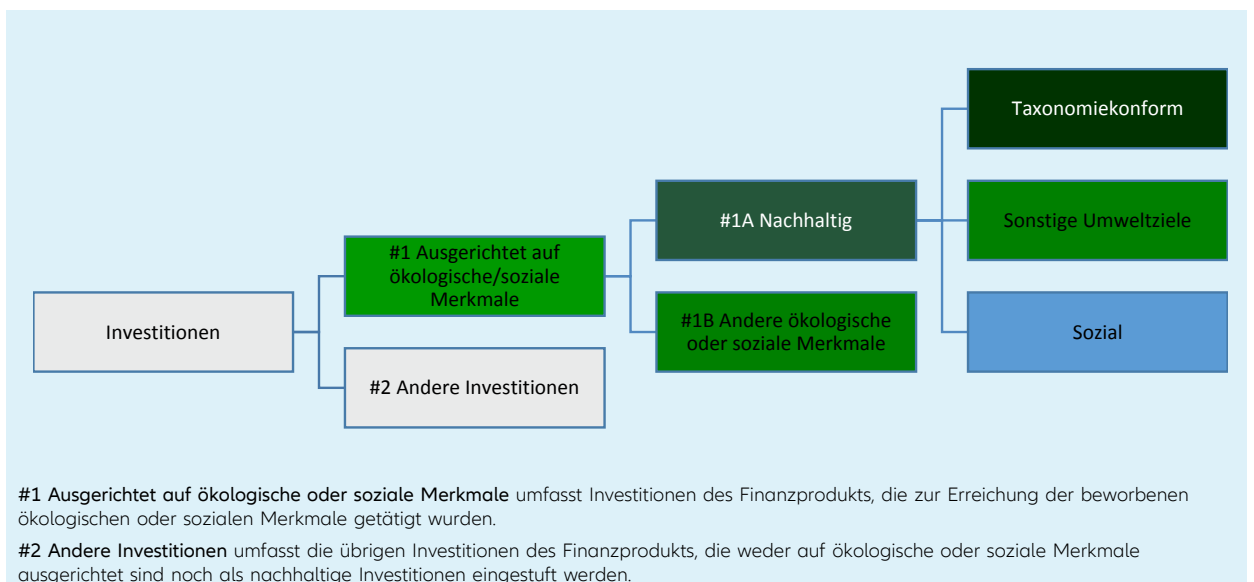 Taxonomiekonform
#1A Nachhaltig
Sonstige Umweltziele
#1 Ausgerichtet auf
ökologische/soziale
Merkmale
#1B Andere ökologische
oder soziale Merkmale
Sozial
Investitionen
#2 Andere Investitionen
#1 Ausgerichtet auf ökologische oder soziale Merkmale umfasst Investitionen des Finanzprodukts, die zur Erreichung der beworbenen
ökologischen oder sozialen Merkmale getätigt wurden.
#2 Andere Investitionen umfasst die übrigen Investitionen des Finanzprodukts, die weder auf ökologische oder soziale Merkmale
ausgerichtet sind noch als nachhaltige Investitionen eingestuft werden.